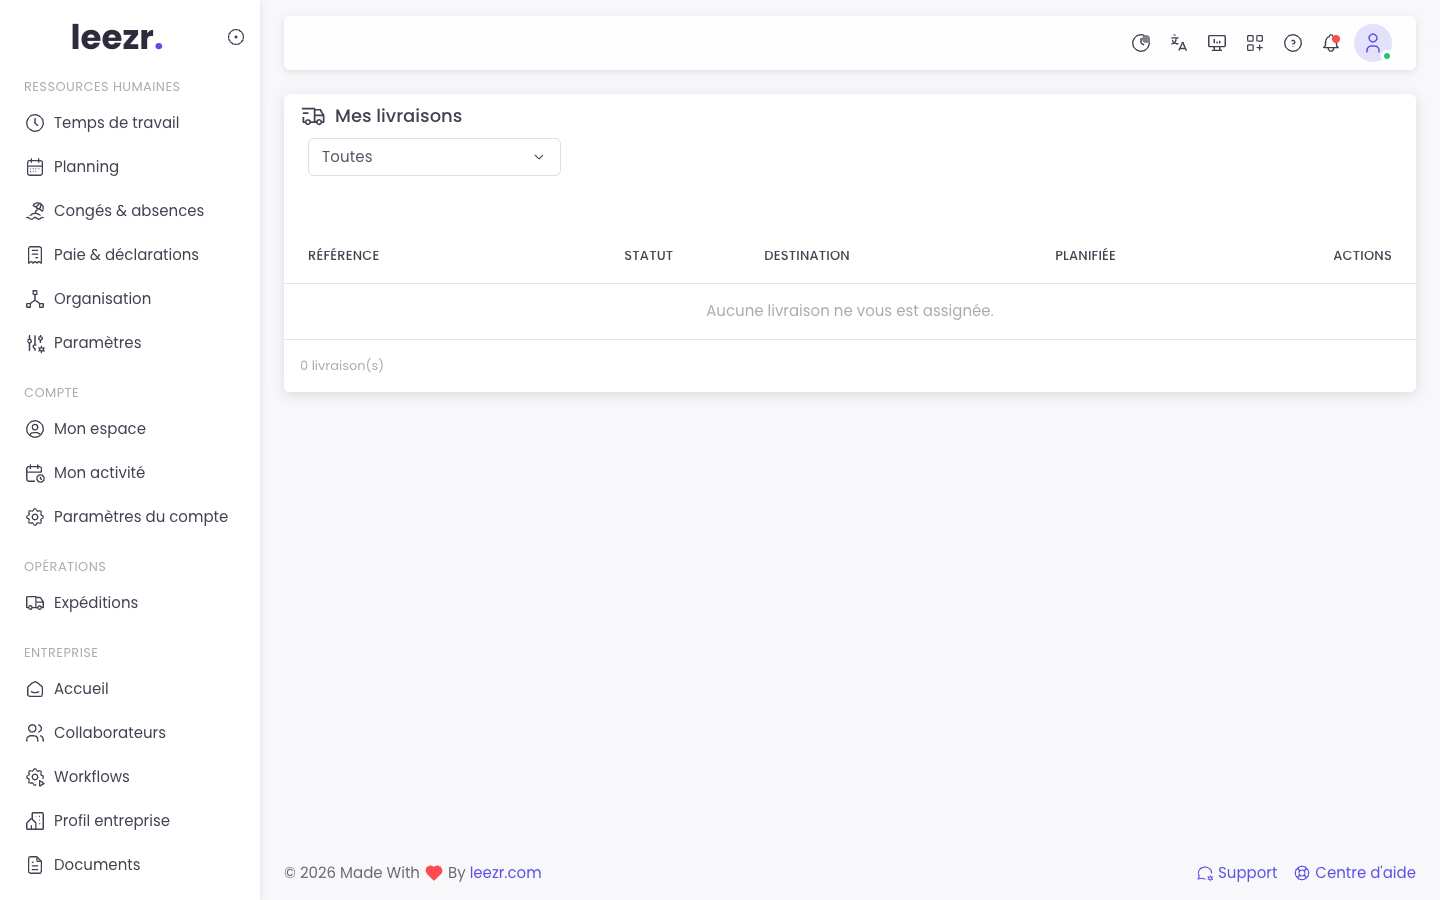 leezr.
RESSOURCES HUMAINES
Temps de travail
Planning
Congés & absences
Paie & déclarations
Organisation
Paramètres
COMPTE
Mon espace
Mon activité
Paramètres du compte
OPÉRATIONS
Expéditions
ENTREPRISE
Accueil
Collaborateurs
Workflows
Profil entreprise
Documents
Mes livraisons
Toutes
RÉFÉRENCE STATUT DESTINATION PLANIFIÉE ACTIONS
Aucune livraison ne vous est assignée.
0 livraison(s)
© 2026 Made With By leezr.com Support Centre d'aide